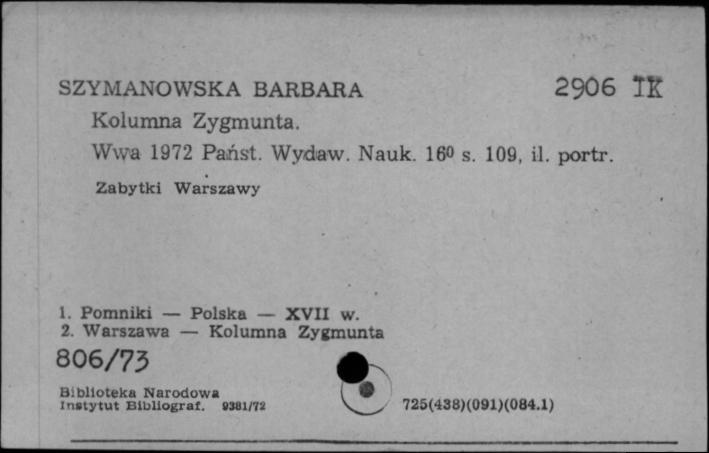 SZYMANOWSKA BARBARA 2906 IK
Kolumna Zygmunta.
Wwa 1972 Państ. Wydaw. Nauk. 16⁰ s. 109, il. portr.
Zabytki Warszawy
1. Pomniki — Polska — XVII w.
2. Warszawa — Kolumna Zygmunta
806/73
Biblioteka Narodowa
Instytut Bibliograf. 9381/72 725(438)(091)(084.1)